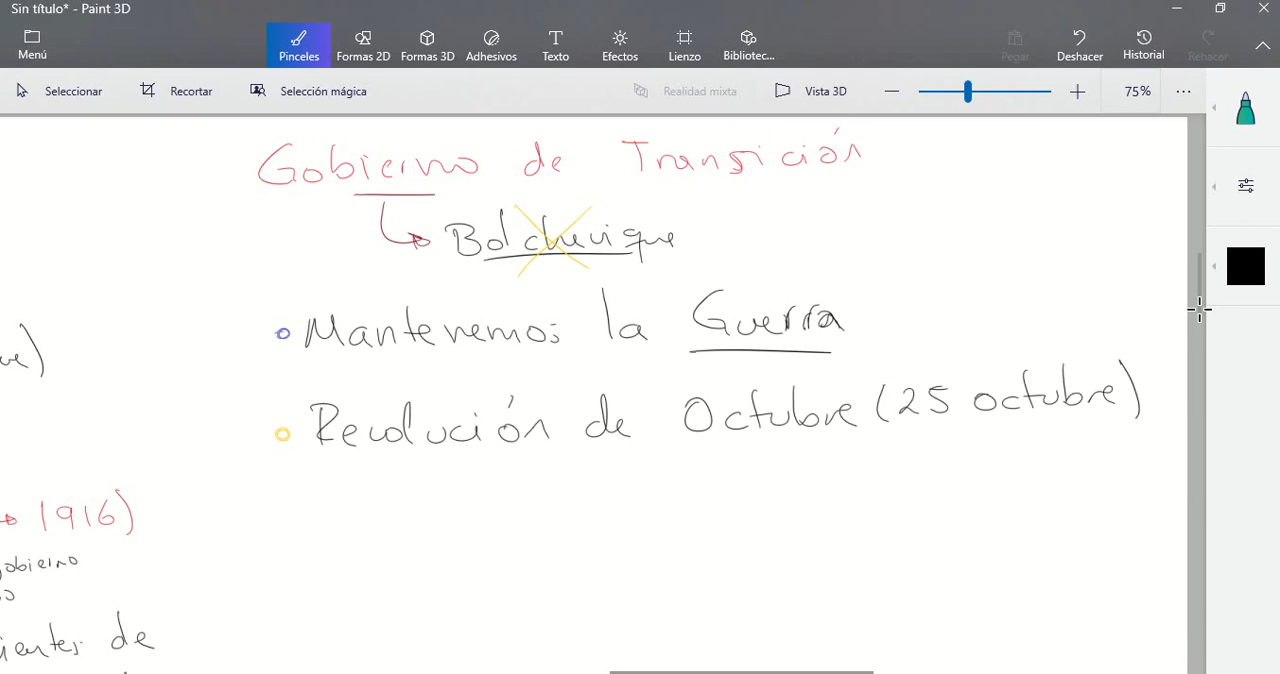 Sin título* - Paint 3D
Menú
Pinceles
Formas 2D
Formas 3D
Adhesivos
Texto
Efectos
Lienzo
Bibliotec...
Pegar
Deshacer
Historial
Rehacer
Seleccionar
Recortar
Selección mágica
Realidad mixta
Vista 3D
75%
Gobierno de Transición
Bolchevique
Mantenemos la Guerra
Revolución de Octubre (25 octubre)
1916)
gobierno
de